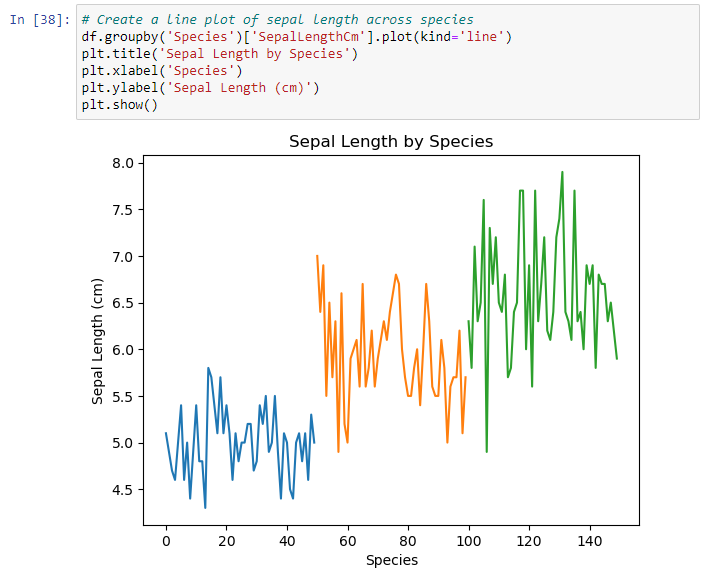 In [38]: # Create a line plot of sepal length across species
df.groupby('Species')['SepalLengthCm'].plot(kind='line')
plt.title('Sepal Length by Species')
plt.xlabel('Species')
plt.ylabel('Sepal Length (cm)')
plt.show()
Sepal Length by Species
8.0
7.5
7.0
6.5
6.0
5.5
5.0
4.5
Sepal Length (cm)
0 20 40 60 80 100 120 140
Species